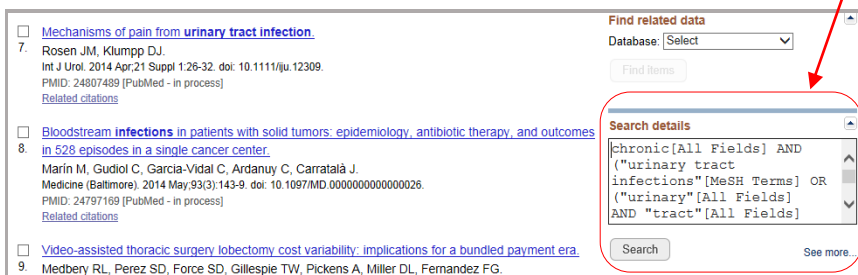 Mechanisms of pain from urinary tract infection.
7. Rosen JM, Klumpp DJ.
Int J Urol. 2014 Apr;21 Suppl 1:26-32. doi: 10.1111/iju.12309.
PMID: 24807489 [PubMed - in process]
Related citations
Bloodstream infections in patients with solid tumors: epidemiology, antibiotic therapy, and outcomes
8. in 528 episodes in a single cancer center.
Marín M, Gudiol C, Garcia-Vidal C, Ardanuy C, Carratalà J.
Medicine (Baltimore). 2014 May;93(3):143-9. doi: 10.1097/MD.0000000000000026.
PMID: 24797169 [PubMed - in process]
Related citations
Video-assisted thoracic surgery lobectomy cost variability: implications for a bundled payment era.
9. Medbery RL, Perez SD, Force SD, Gillespie TW, Pickens A, Miller DL, Fernandez FG.
Find related data
Database: Select
Find items
Search details
chronic[All Fields] AND
("urinary tract
infections"[MeSH Terms] OR
("urinary"[All Fields]
AND "tract"[All Fields]
Search
See more...